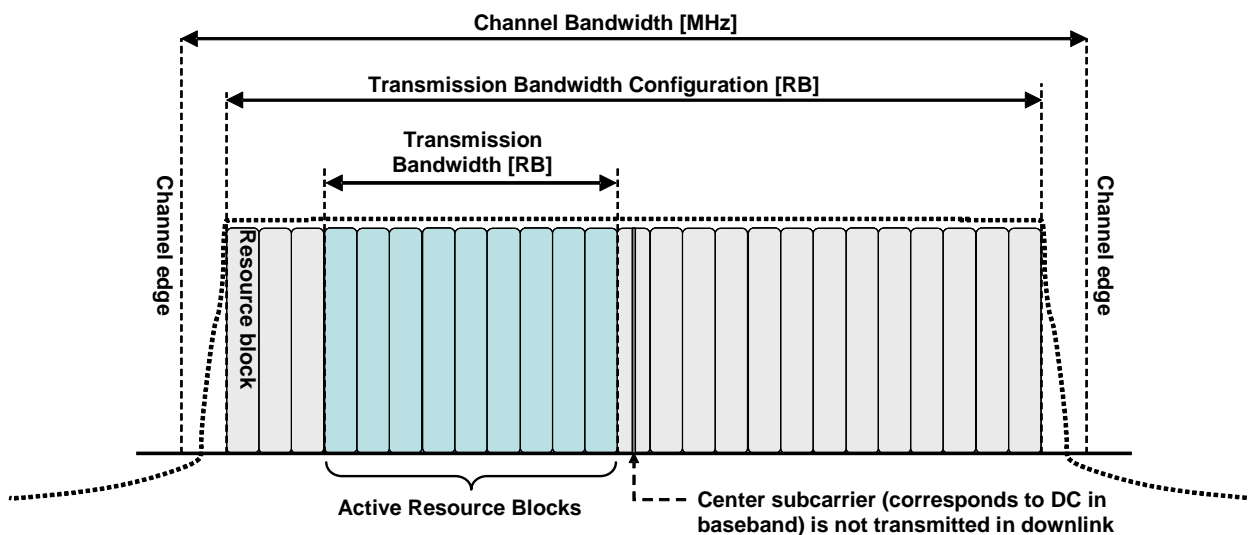 Channel Bandwidth [MHz]
Transmission Bandwidth Configuration [RB]
Transmission
Bandwidth [RB]
Channel edge
Channel edge
Resource block
Active Resource Blocks
Center subcarrier (corresponds to DC in
baseband) is not transmitted in downlink